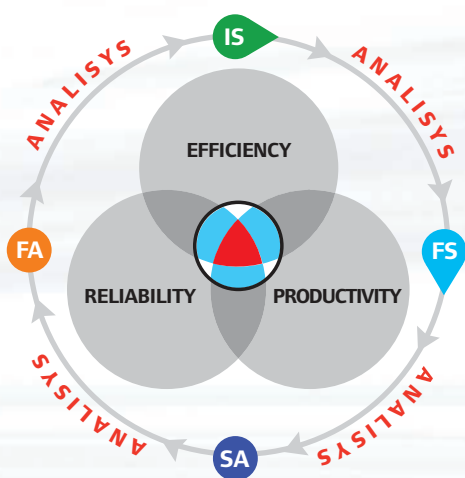 IS
ANALISYS
ANALISYS
EFFICIENCY
FA
FS
RELIABILITY
PRODUCTIVITY
ANALISYS
ANALISYS
SA